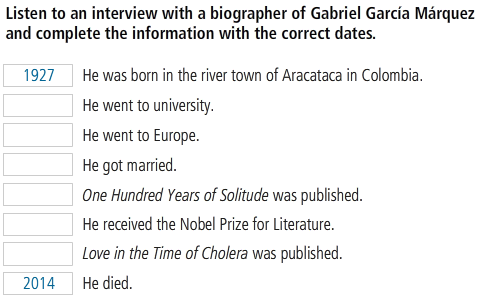 Listen to an interview with a biographer of Gabriel García Márquez
and complete the information with the correct dates.
1927 He was born in the river town of Aracataca in Colombia.
He went to university.
He went to Europe.
He got married.
One Hundred Years of Solitude was published.
He received the Nobel Prize for Literature.
Love in the Time of Cholera was published.
2014 He died.